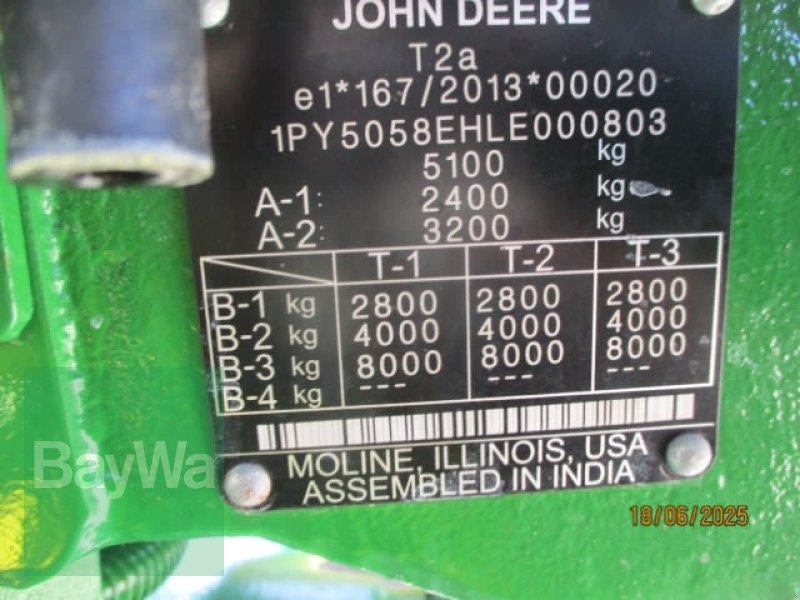 JOHN DEERE
T2a
e1*167/2013*00020
1PY5058EHLE000803
5100 kg
A-1: 2400 kg
A-2: 3200 kg
T-1 T-2 T-3
B-1 kg 2800 2800 2800
B-2 kg 4000 4000 4000
B-3 kg 8000 8000 8000
B-4 kg --- --- ---
MOLINE, ILLINOIS, USA
ASSEMBLED IN INDIA
BayWa
18/06/2025